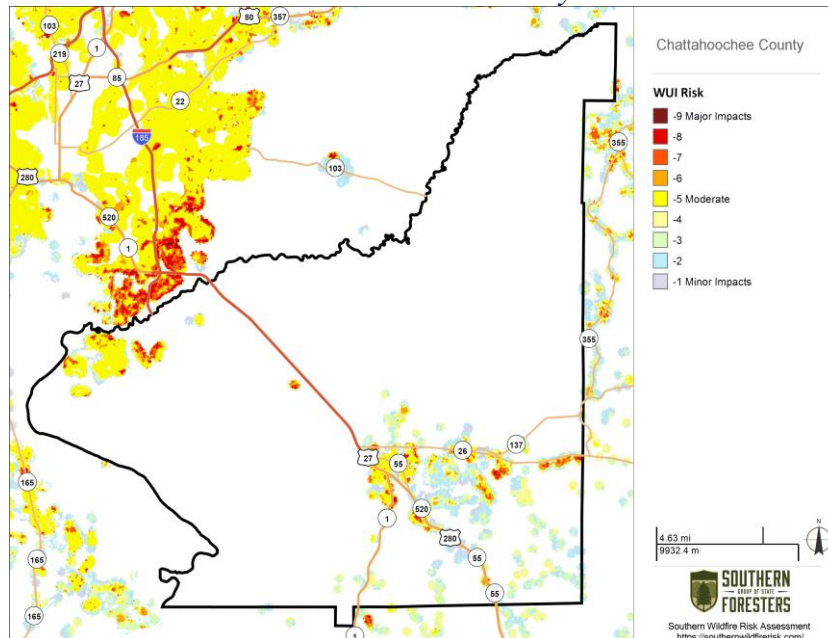 Chattahoochee County
WUI Risk
-9 Major Impacts
-8
-7
-6
-5 Moderate
-4
-3
-2
-1 Minor Impacts
103
80
357
219
1
85
27
22
185
280
103
355
520
1
355
137
26
27
55
165
520
1
280
165
55
55
165
1
4.63 mi
9932.4 m
N
SOUTHERN
GROUP OF STATE
FORESTERS
Southern Wildfire Risk Assessment
https://southernwildfirerisk.com/